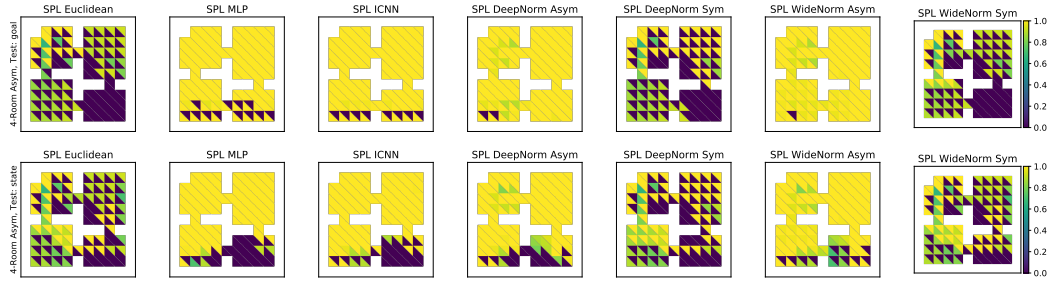 SPL Euclidean
SPL MLP
SPL ICNN
SPL DeepNorm Asym
SPL DeepNorm Sym
SPL WideNorm Asym
SPL WideNorm Sym
4-Room Asym, Test: goal
1.0
0.8
0.6
0.4
0.2
0.0
SPL Euclidean
SPL MLP
SPL ICNN
SPL DeepNorm Asym
SPL DeepNorm Sym
SPL WideNorm Asym
SPL WideNorm Sym
4-Room Asym, Test: state
1.0
0.8
0.6
0.4
0.2
0.0